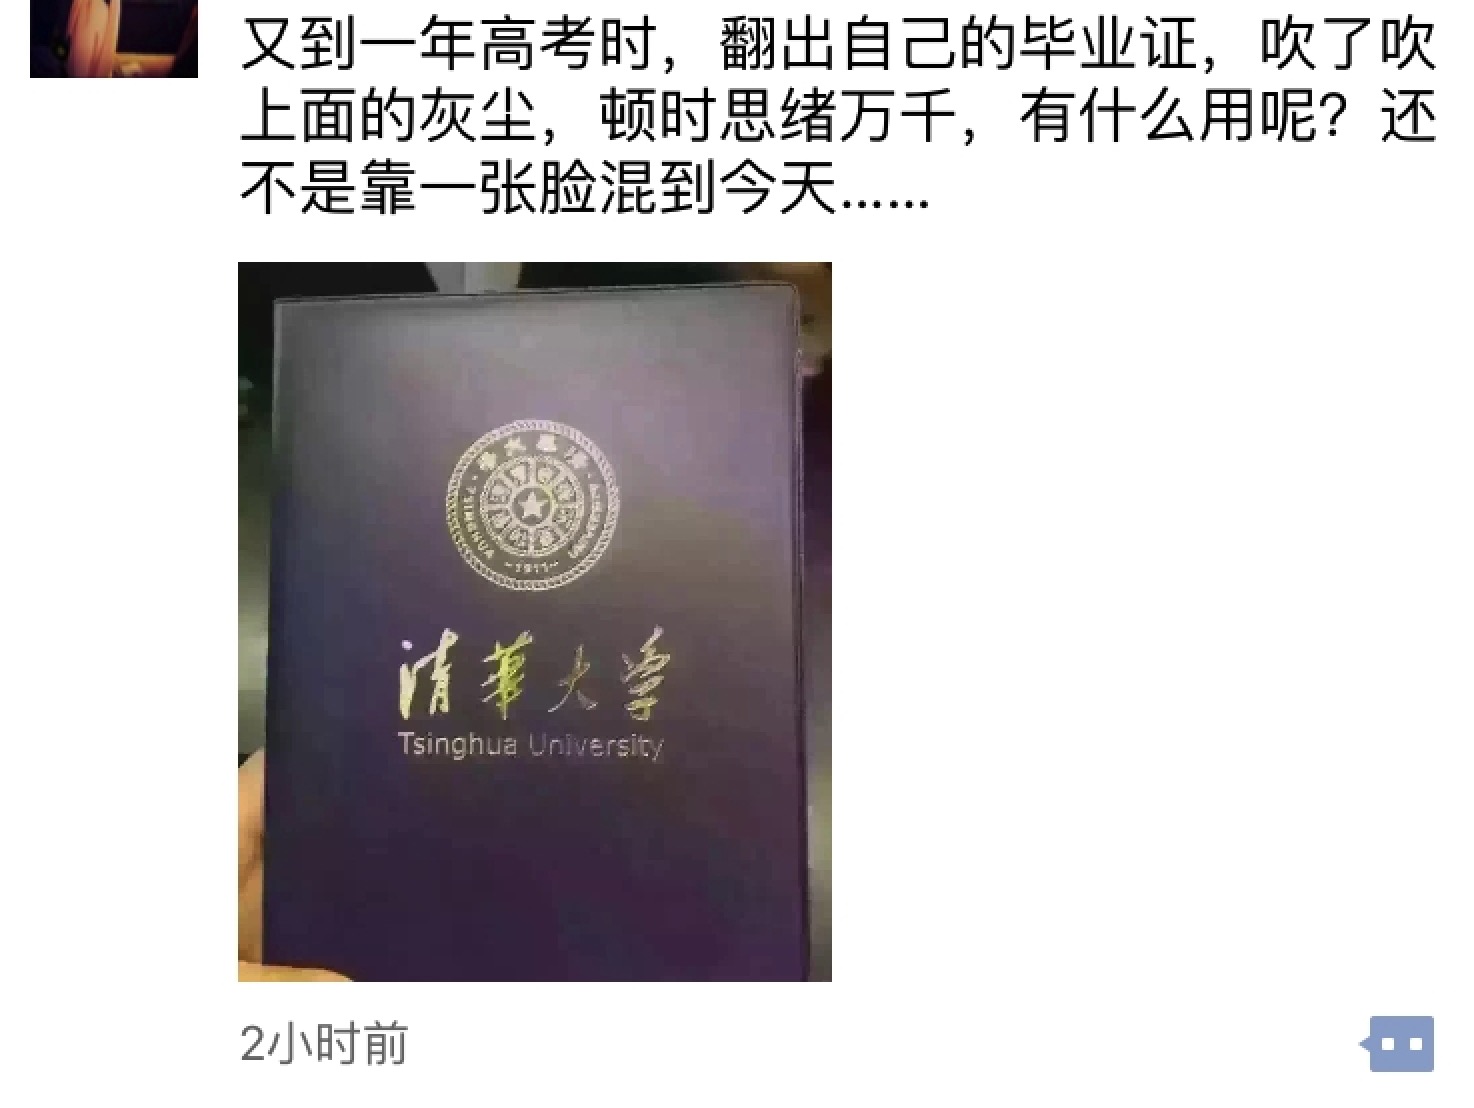 又到一年高考时，翻出自己的毕业证，吹了吹
上面的灰尘，顿时思绪万千，有什么用呢？还
不是靠一张脸混到今天……
TSINGHUA UNIVERSITY
-1911-
清華大学
Tsinghua University
2小时前